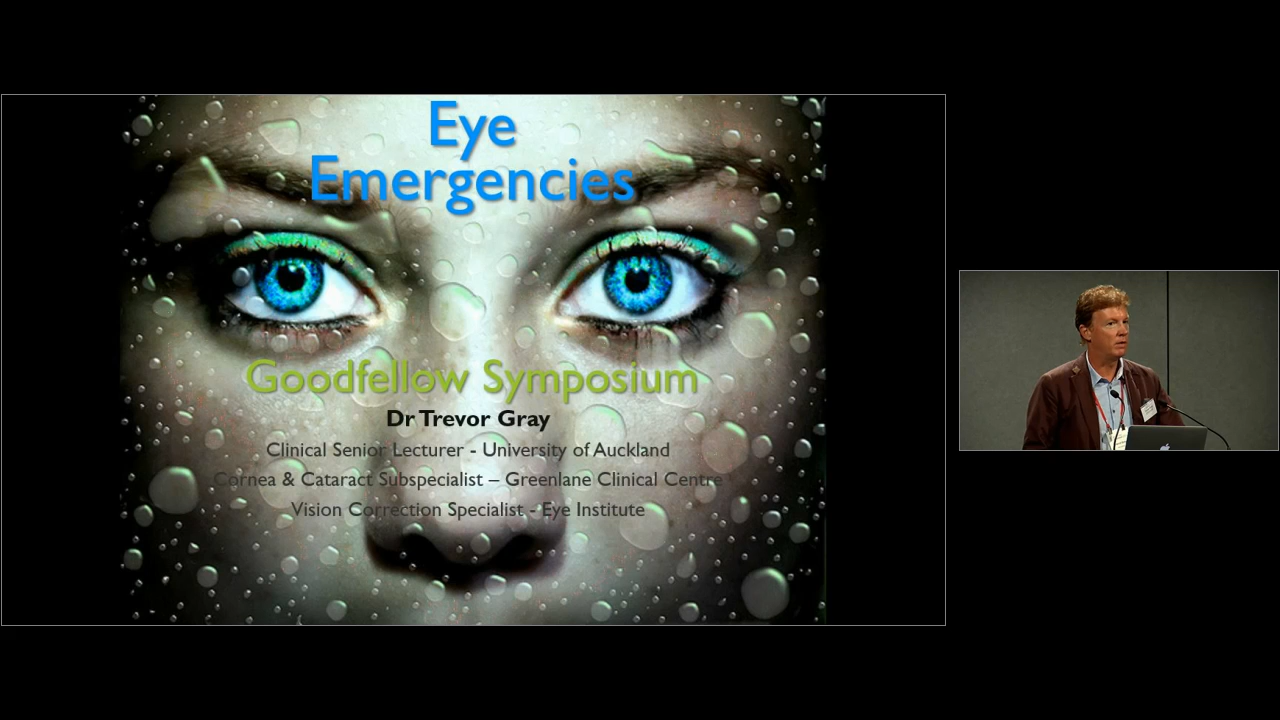 Eye
Emergencies
Goodfellow Symposium
Dr Trevor Gray
Clinical Senior Lecturer - University of Auckland
Cornea & Cataract Subspecialist – Greenlane Clinical Centre
Vision Correction Specialist - Eye Institute